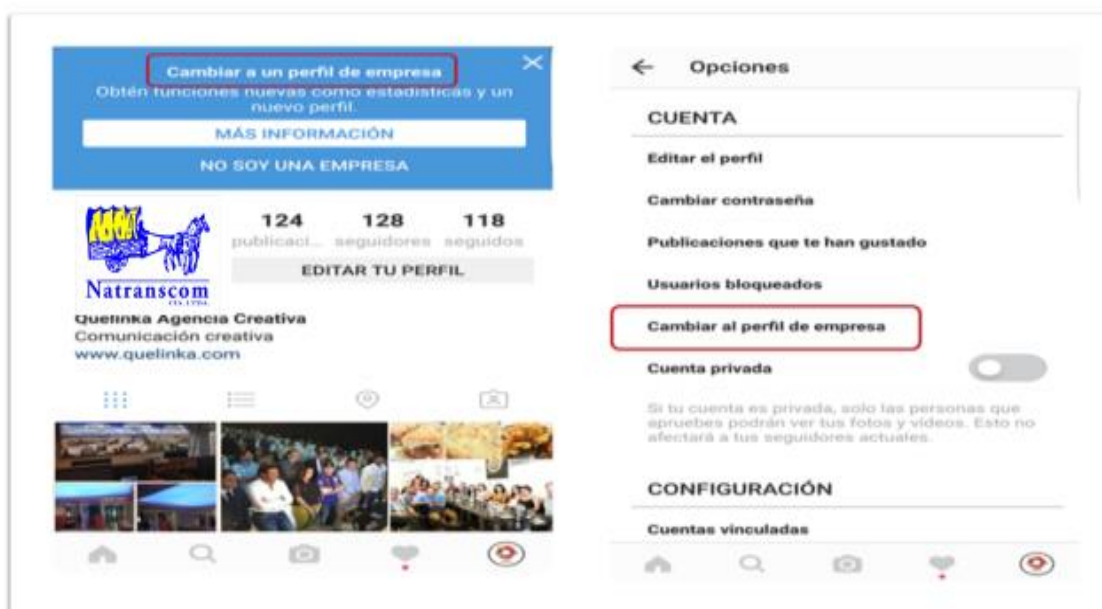 Cambiar a un perfil de empresa
Obtén funciones nuevas como estadísticas y un
nuevo perfil.
MÁS INFORMACIÓN
NO SOY UNA EMPRESA
124 128 118
publicaci... seguidores seguidos
EDITAR TU PERFIL
Natranscom
Quelinka Agencia Creativa
Comunicación creativa
www.quelinka.com
Opciones
CUENTA
Editar el perfil
Cambiar contraseña
Publicaciones que te han gustado
Usuarios bloqueados
Cambiar al perfil de empresa
Cuenta privada
Si tu cuenta es privada, solo las personas que
apruebes podrán ver tus fotos y vídeos. Esto no
afectará a tus seguidores actuales.
CONFIGURACIÓN
Cuentas vinculadas